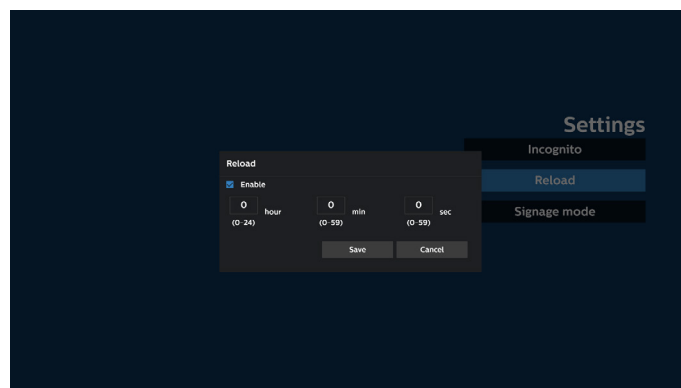 Settings
Incognito
Reload
Signage mode
Reload
Enable
0 hour 0 min 0 sec
(0-24) (0-59) (0-59)
Save Cancel